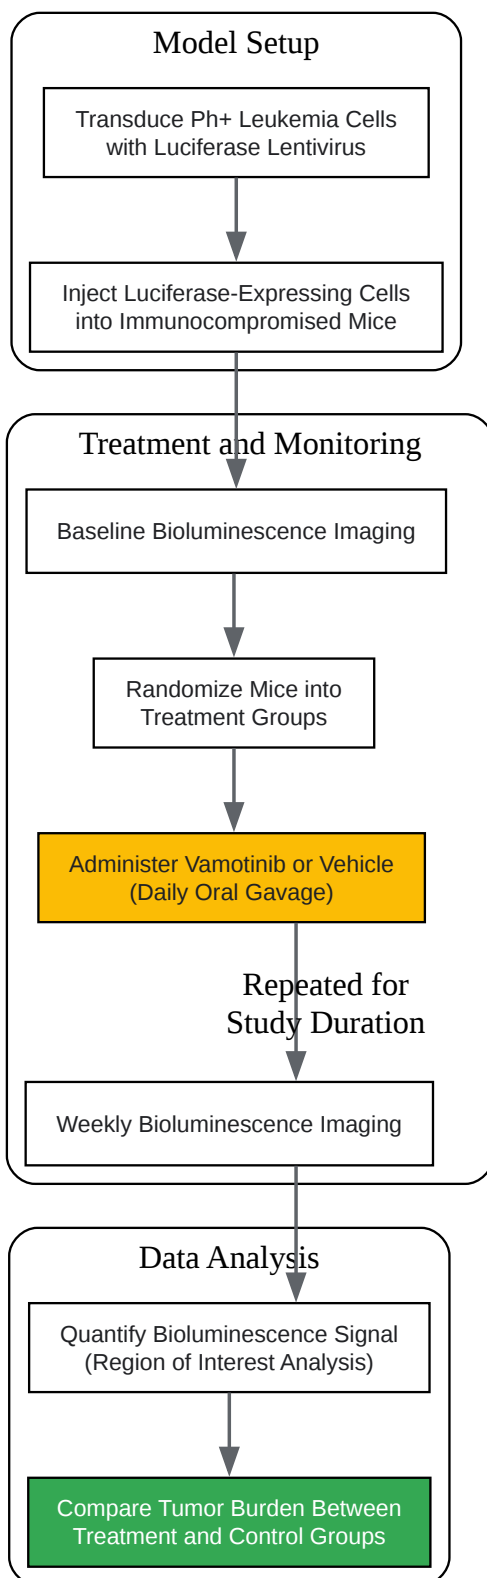 Model Setup
Transduce Ph+ Leukemia Cells
with Luciferase Lentivirus
Inject Luciferase-Expressing Cells
into Immunocompromised Mice
Treatment and Monitoring
Baseline Bioluminescence Imaging
Randomize Mice into
Treatment Groups
Administer Vamotinib or Vehicle
(Daily Oral Gavage)
Repeated for
Study Duration
Weekly Bioluminescence Imaging
Data Analysis
Quantify Bioluminescence Signal
(Region of Interest Analysis)
Compare Tumor Burden Between
Treatment and Control Groups